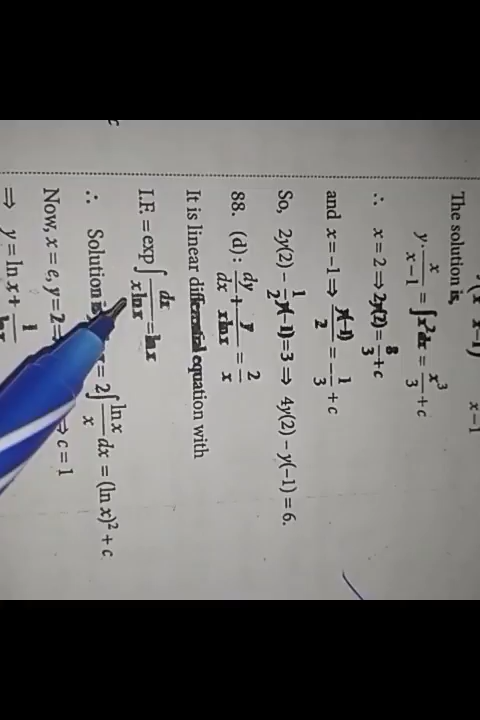 The solution is,
y · x/(x−1) = ∫x²dx = x³/3 + c
∴ x = 2 ⇒ 2y(2) = 8/3 + c
and x = −1 ⇒ y(−1)/2 = −1/3 + c
So, 2y(2) − 1/2 y(−1) = 3 ⇒ 4y(2) − y(−1) = 6.
88. (d) : dy/dx + y/(x ln x) = 2/x
It is linear differential equation with
I.F. = exp∫ dx/(x ln x) = ln x
∴ Solution = 2∫ (ln x)/x dx = (ln x)² + c
Now, x = e, y = 2 ⇒ c = 1
⇒ y = ln x + 1/ln x